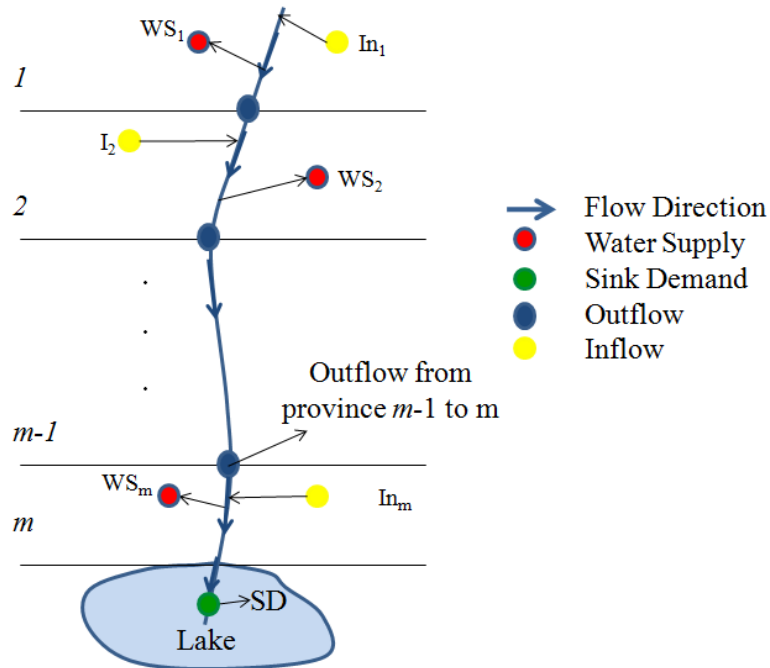 WS₁
In₁
1
I₂
WS₂
2
Flow Direction
Water Supply
Sink Demand
Outflow
Inflow
Outflow from
province m-1 to m
m-1
WSₘ
Inₘ
m
SD
Lake